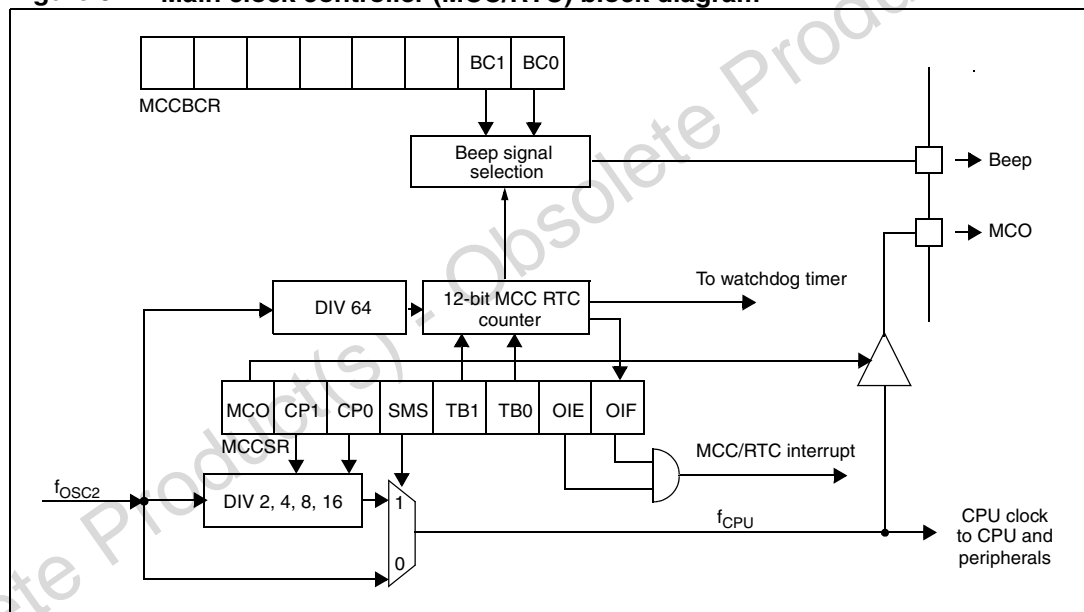 Main clock controller (MCC/RTC) block diagram
BC1 BC0
MCCBCR
Beep signal
selection
Beep
MCO
To watchdog timer
DIV 64
12-bit MCC RTC
counter
MCO CP1 CP0 SMS TB1 TB0 OIE OIF
MCCSR
MCC/RTC interrupt
fOSC2
DIV 2, 4, 8, 16
1
0
fCPU
CPU clock
to CPU and
peripherals
ete Product(s) - Obsolete Produc